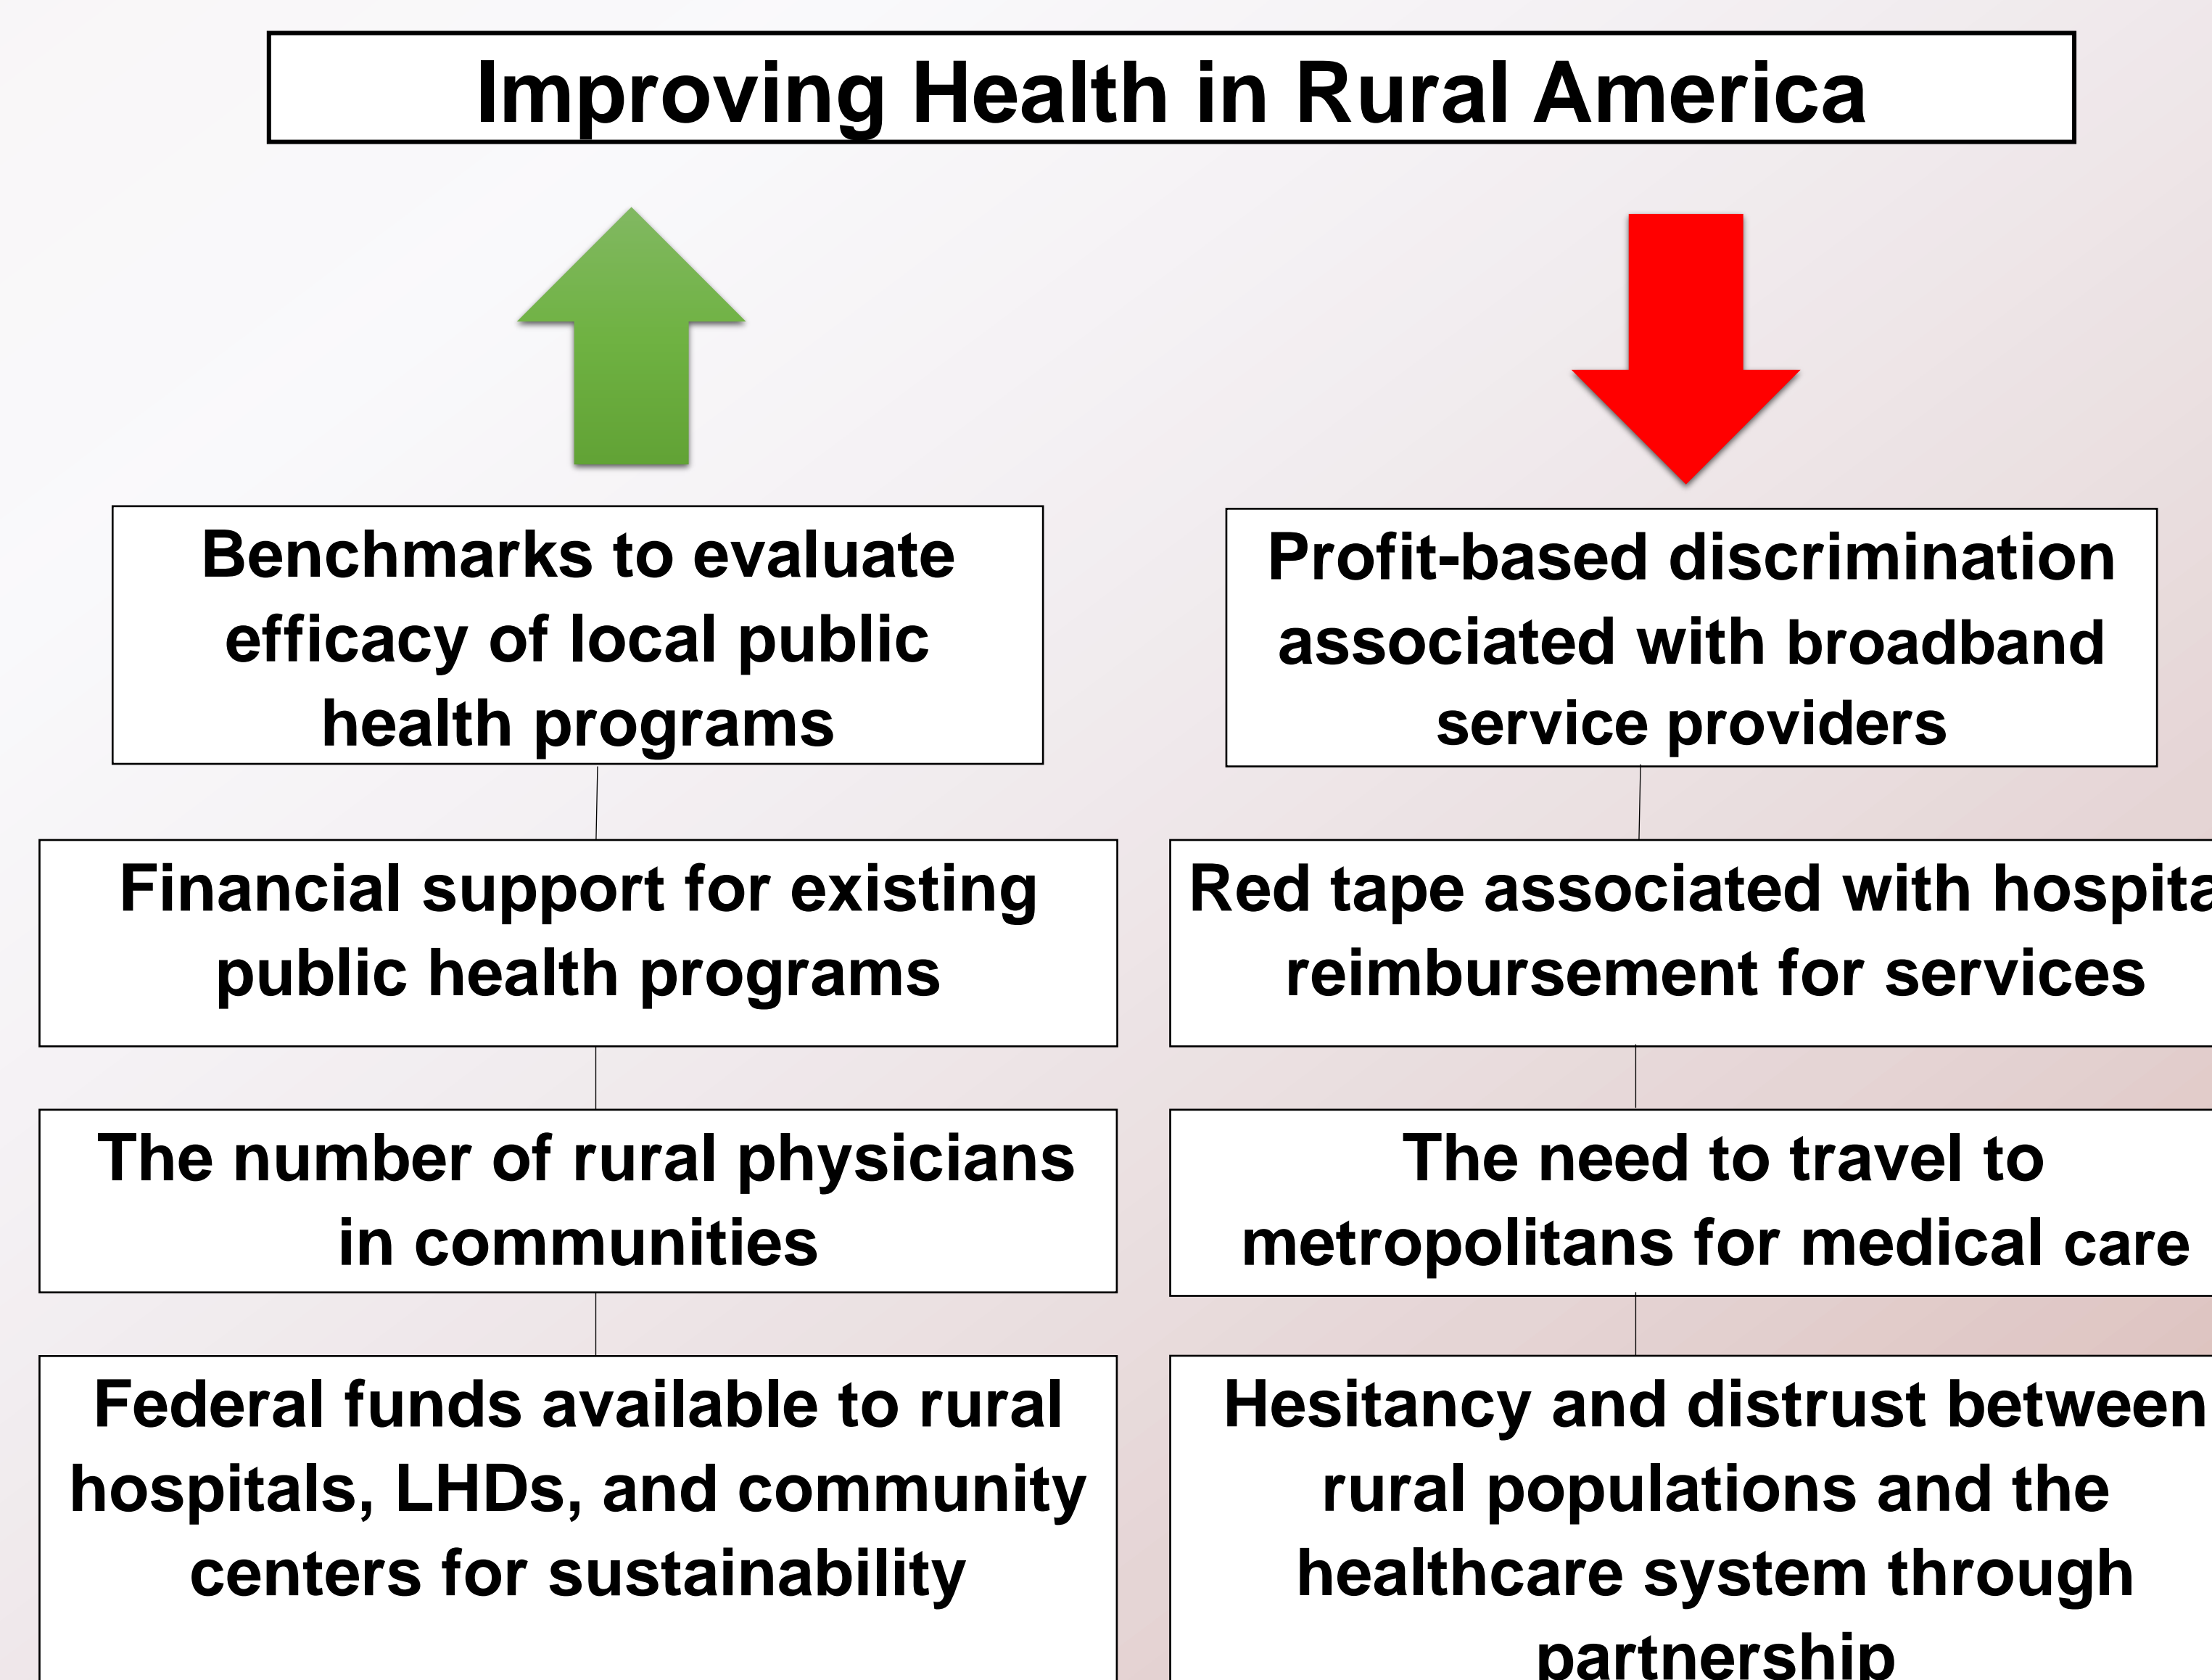 Improving Health in Rural America
Benchmarks to evaluate
efficacy of local public
health programs
Financial support for existing
public health programs
The number of rural physicians
in communities
Federal funds available to rural
hospitals, LHDs, and community
centers for sustainability
Profit-based discrimination
associated with broadband
service providers
Red tape associated with
reimbursement for services
The need to travel to
metropolitans for medical care
Hesitancy and distrust between
rural populations and the
healthcare system through
partnership